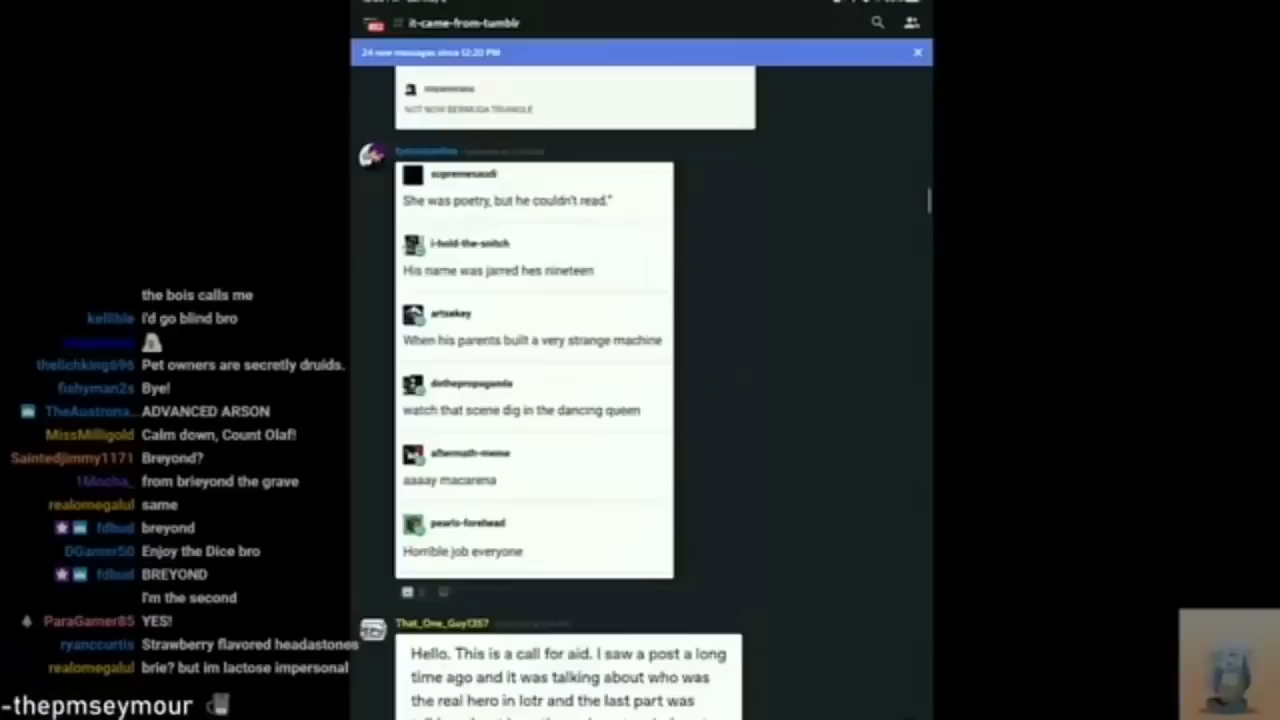 # it-came-from-tumblr
24 new messages since 12:20 PM
NOT NOW BERMUDA TRIANGLE
supremesaudi
She was poetry, but he couldn't read."
i-hold-the-snitch
His name was jarred hes nineteen
artsekey
When his parents built a very strange machine
dothepropaganda
watch that scene dig in the dancing queen
aftermath-meme
aaaay macarena
pearls-forehead
Horrible job everyone
That_One_Guy1357
Hello. This is a call for aid. I saw a post a long
time ago and it was talking about who was
the real hero in lotr and the last part was
the bois calls me
kellibie I'd go blind bro
thelichking696 Pet owners are secretly druids.
fishyman2s Bye!
TheAustrona... ADVANCED ARSON
MissMilligold Calm down, Count Olaf!
Saintedjimmy1171 Breyond?
1Mocha_ from brieyond the grave
realomegalul same
fdbud breyond
DGamer50 Enjoy the Dice bro
fdbud BREYOND
I'm the second
ParaGamer85 YES!
ryanccurtis Strawberry flavored headastones
realomegalul brie? but im lactose impersonal
-thepmseymour